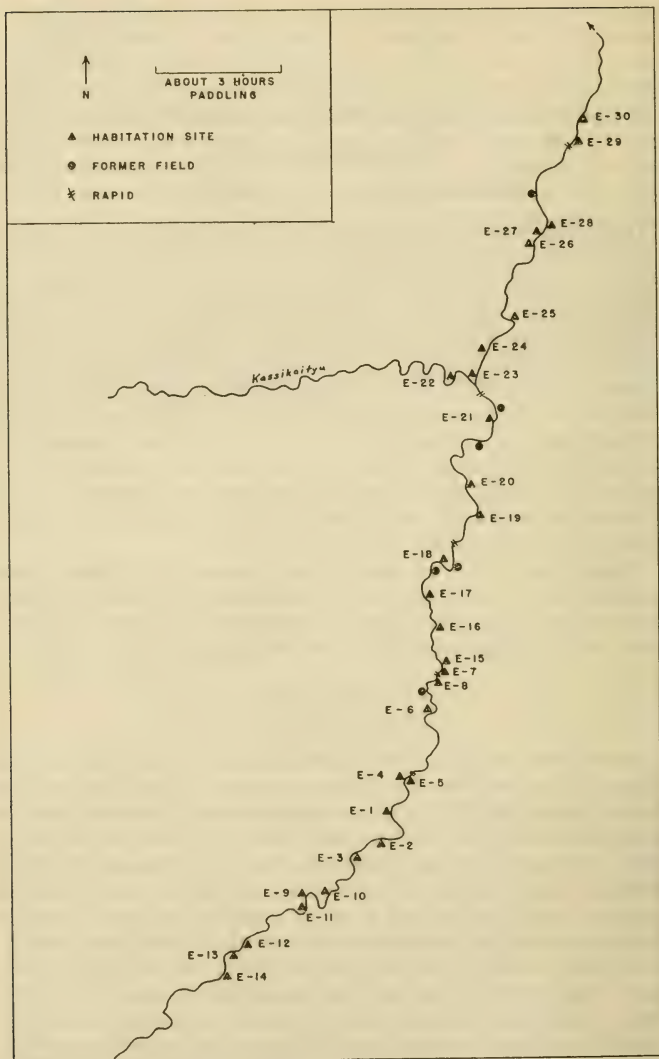 N
ABOUT 3 HOURS
PADDLING
HABITATION SITE
FORMER FIELD
RAPID
E-30
E-29
E-28
E-27
E-26
E-25
E-24
Kassikaityu
E-23
E-22
E-21
E-20
E-19
E-18
E-17
E-16
E-15
E-7
E-8
E-6
E-4
E-5
E-1
E-2
E-3
E-9
E-10
E-11
E-12
E-13
E-14